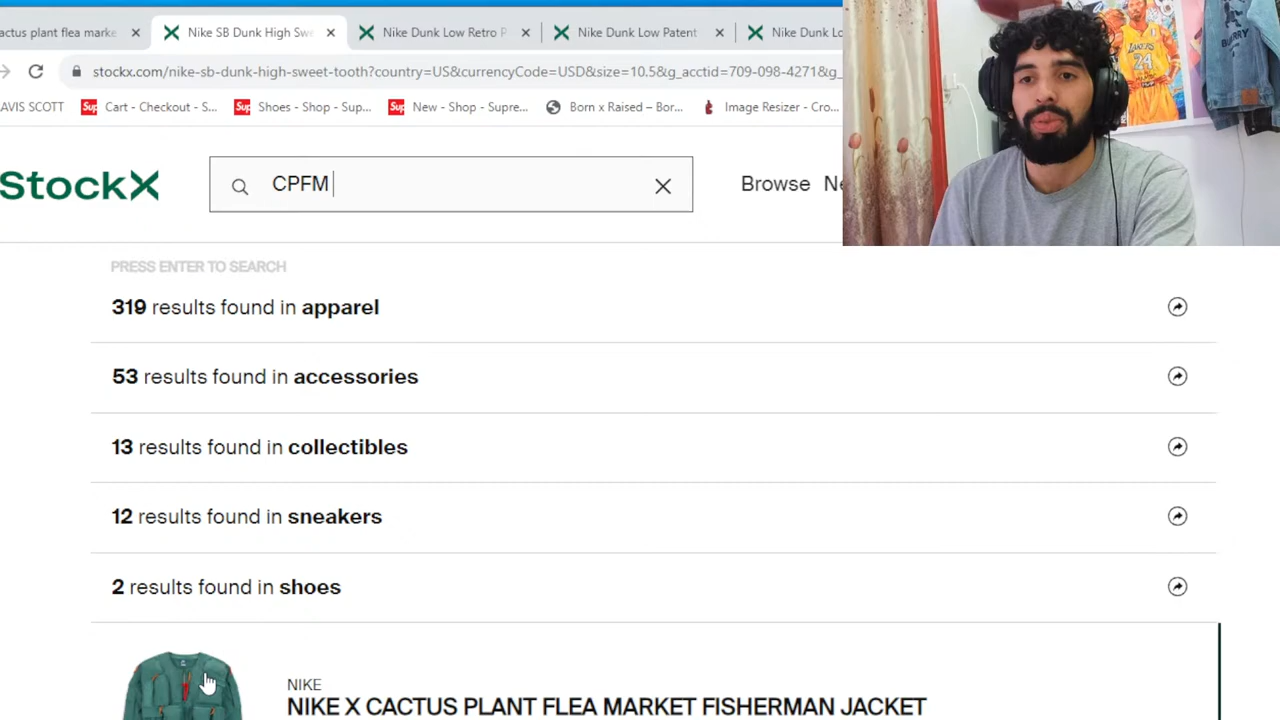 actus plant flea marke
Nike SB Dunk High Swe
Nike Dunk Low Retro P
Nike Dunk Low Patent
Nike Dunk Lo
stockx.com/nike-sb-dunk-high-sweet-tooth?country=US&currencyCode=USD&size=10.5&g_acctid=709-098-4271&g_
AVIS SCOTT
Cart - Checkout - S...
Shoes - Shop - Sup...
New - Shop - Supre...
Born x Raised – Bor...
Image Resizer - Cro...
LAKERS
24
StockX
CPFM
Browse
Ne
PRESS ENTER TO SEARCH
319 results found in apparel
53 results found in accessories
13 results found in collectibles
12 results found in sneakers
2 results found in shoes
NIKE
NIKE X CACTUS PLANT FLEA MARKET FISHERMAN JACKET